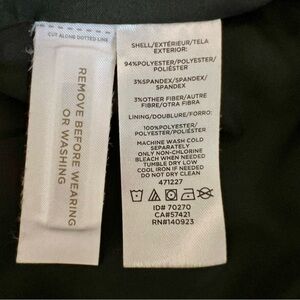 CUT ALONG DOTTED LINE
REMOVE BEFORE WEARING
OR WASHING
SHELL/EXTÉRIEUR/TELA
EXTERIOR:
94%POLYESTER/POLYESTER/
POLIÉSTER
3%SPANDEX/SPANDEX/
SPANDEX
3%OTHER FIBER/AUTRE
FIBRE/OTRA FIBRA
LINING/DOUBLURE/FORRO:
100%POLYESTER/
POLYESTER/POLIÉSTER
MACHINE WASH COLD
SEPARATELY
ONLY NON-CHLORINE
BLEACH WHEN NEEDED
TUMBLE DRY LOW
COOL IRON IF NEEDED
DO NOT DRY CLEAN
471227
ID# 70270
CA#57421
RN#140923